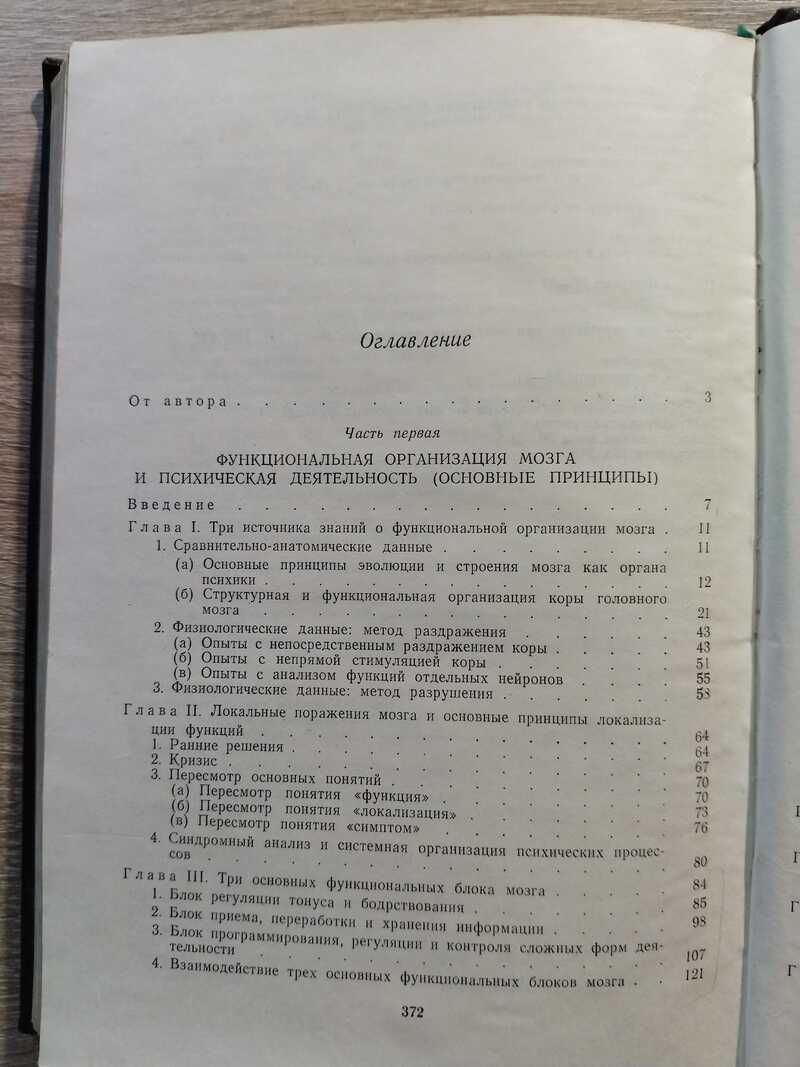 Оглавление
От автора . . . . . . . . . . . . . . . . . 3
Часть первая
ФУНКЦИОНАЛЬНАЯ ОРГАНИЗАЦИЯ МОЗГА
И ПСИХИЧЕСКАЯ ДЕЯТЕЛЬНОСТЬ (ОСНОВНЫЕ ПРИНЦИПЫ)
Введение . . . . . . . . . . . . . . . . . 7
Глава I. Три источника знаний о функциональной организации мозга . 11
1. Сравнительно-анатомические данные . . . . . . . . . 11
(а) Основные принципы эволюции и строения мозга как органа
психики . . . . . . . . . . . . . . . . 12
(б) Структурная и функциональная организация коры головного
мозга . . . . . . . . . . . . . . . . . 21
2. Физиологические данные: метод раздражения . . . . . . 43
(а) Опыты с непосредственным раздражением коры . . . . . 43
(б) Опыты с непрямой стимуляцией коры . . . . . . . 51
(в) Опыты с анализом функций отдельных нейронов . . . . 55
3. Физиологические данные: метод разрушения . . . . . . . 58
Глава II. Локальные поражения мозга и основные принципы локализа-
ции функций . . . . . . . . . . . . . . . . 64
1. Ранние решения . . . . . . . . . . . . . . 64
2. Кризис . . . . . . . . . . . . . . . . . 67
3. Пересмотр основных понятий . . . . . . . . . . . 70
(а) Пересмотр понятия «функция» . . . . . . . . . 70
(б) Пересмотр понятия «локализация» . . . . . . . . 73
(в) Пересмотр понятия «симптом» . . . . . . . . . 76
4. Синдромный анализ и системная организация психических процес-
сов . . . . . . . . . . . . . . . . . . 80
Глава III. Три основных функциональных блока мозга . . . . . 84
1. Блок регуляции тонуса и бодрствования . . . . . . . . 85
2. Блок приема, переработки и хранения информации . . . . . 98
3. Блок программирования, регуляции и контроля сложных форм дея-
тельности . . . . . . . . . . . . . . . . 107
4. Взаимодействие трех основных функциональных блоков мозга . . 121
372
Г
Г
Г